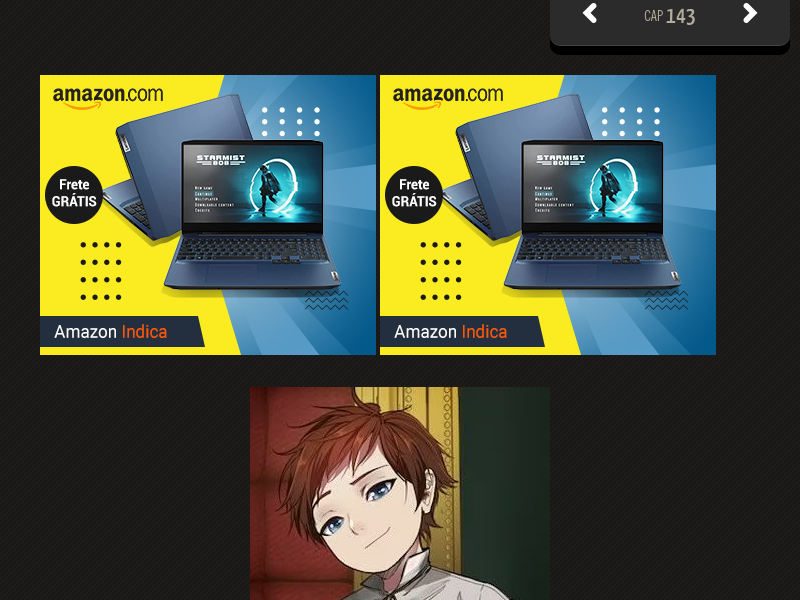 CAP 143
amazon.com
STARMIST
808
NEW GAME
CONTINUE
MULTIPLAYER
DOWNLOADABLE CONTENT
CREDITS
Frete
GRÁTIS
Amazon Indica
amazon.com
STARMIST
808
NEW GAME
CONTINUE
MULTIPLAYER
DOWNLOADABLE CONTENT
CREDITS
Frete
GRÁTIS
Amazon Indica